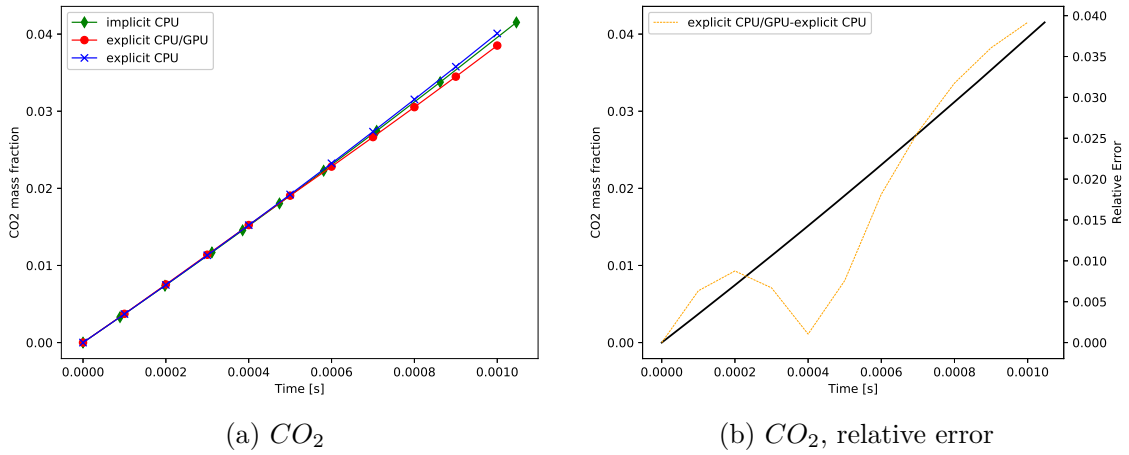 implicit CPU
explicit CPU/GPU
explicit CPU
CO2 mass fraction
0.04
0.03
0.02
0.01
0.00
0.0000
0.0002
0.0004
0.0006
0.0008
0.0010
Time [s]
(a) CO2
explicit CPU/GPU-explicit CPU
CO2 mass fraction
0.04
0.03
0.02
0.01
0.00
0.040
0.035
0.030
0.025
0.020
0.015
0.010
0.005
0.000
Relative Error
0.0000
0.0002
0.0004
0.0006
0.0008
0.0010
Time [s]
(b) CO2, relative error